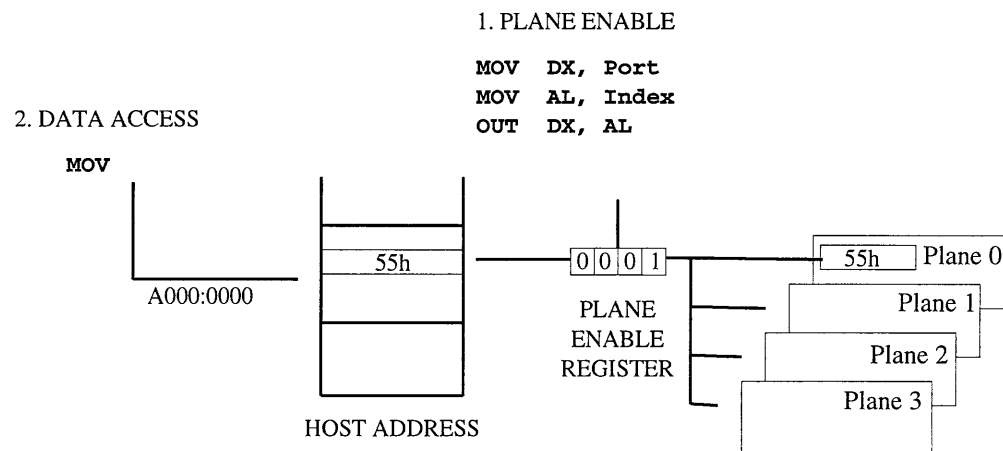 1. PLANE ENABLE
MOV DX, Port
MOV AL, Index
OUT DX, AL
2. DATA ACCESS
MOV
A000:0000
55h
HOST ADDRESS
0 0 0 1
PLANE
ENABLE
REGISTER
55h Plane 0
Plane 1
Plane 2
Plane 3